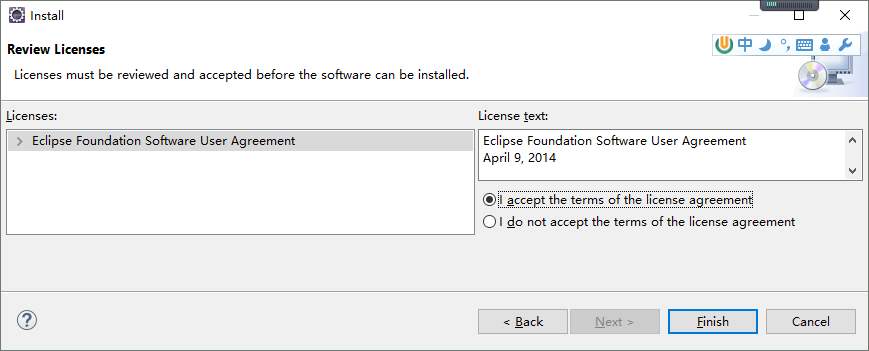 Install
Review Licenses
Licenses must be reviewed and accepted before the software can be installed.
中
Licenses:
Eclipse Foundation Software User Agreement
License text:
Eclipse Foundation Software User Agreement
April 9, 2014
I accept the terms of the license agreement
I do not accept the terms of the license agreement
?
< Back
Next >
Finish
Cancel